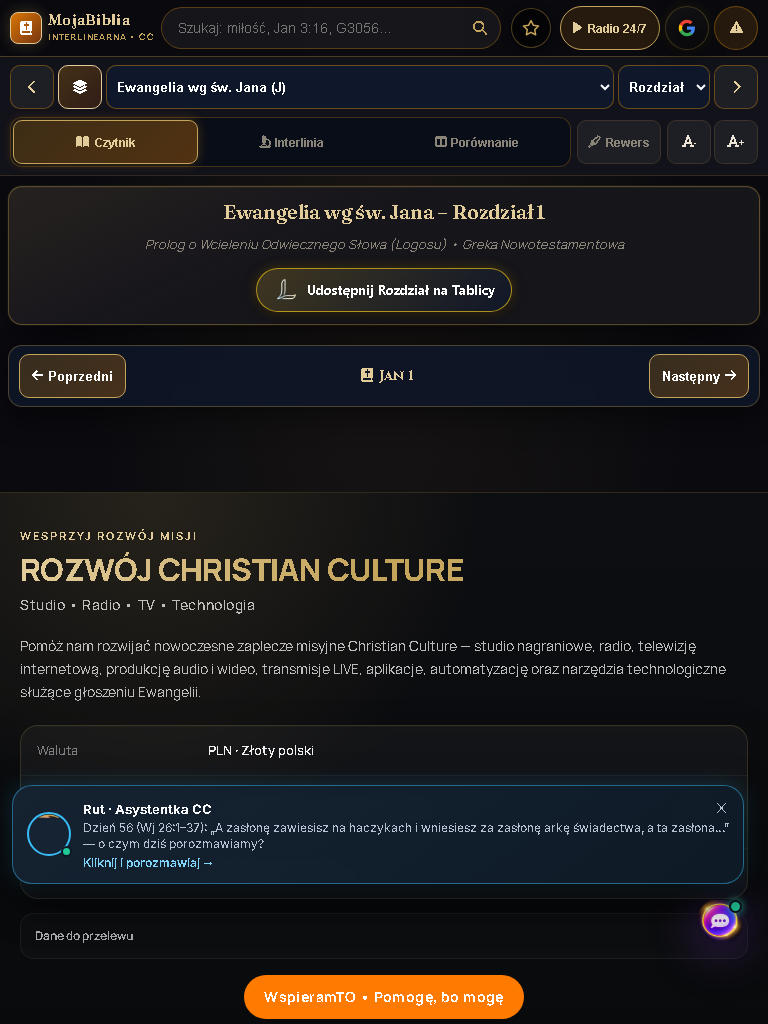 MojaBiblia
INTERLINEARNA • CC
Szukaj: miłość, Jan 3:16, G3056...
Radio 24/7
Ewangelia wg św. Jana (J)
Rozdział
Czytnik
Interlinia
Porównanie
Rewers
A-
A+
Ewangelia wg św. Jana – Rozdział 1
Prolog o Wcieleniu Odwiecznego Słowa (Logosu) • Greka Nowotestamentowa
Udostępnij Rozdział na Tablicy
← Poprzedni
JAN 1
Następny →
WESPRZYJ ROZWÓJ MISJI
ROZWÓJ CHRISTIAN CULTURE
Studio • Radio • TV • Technologia
Pomóż nam rozwijać nowoczesne zaplecze misyjne Christian Culture — studio nagraniowe, radio, telewizję
internetową, produkcję audio i wideo, transmisje LIVE, aplikacje, automatyzację oraz narzędzia technologiczne
służące głoszeniu Ewangelii.
Waluta
PLN · Złoty polski
Rut · Asystentka CC
Dzień 56 (Wj 26:1–37): „A zasłonę zawiesisz na haczykach i wniesiesz za zasłonę arkę świadectwa, a ta zasłona…”
— o czym dziś porozmawiamy?
Kliknij i porozmawiaj →
Dane do przelewu
WspieramTO • Pomogę, bo mogę